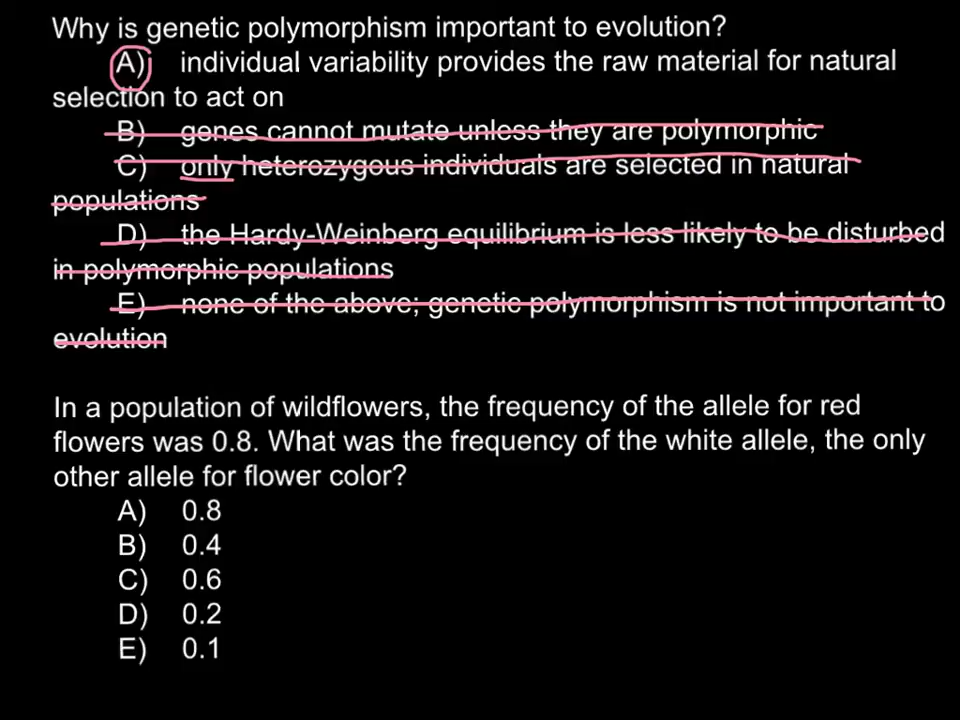 Why is genetic polymorphism important to evolution?
A) individual variability provides the raw material for natural
selection to act on
B) genes cannot mutate unless they are polymorphic
C) only heterozygous individuals are selected in natural
populations
D) the Hardy-Weinberg equilibrium is less likely to be disturbed
in polymorphic populations
E) none of the above; genetic polymorphism is not important to
evolution
In a population of wildflowers, the frequency of the allele for red
flowers was 0.8. What was the frequency of the white allele, the only
other allele for flower color?
A) 0.8
B) 0.4
C) 0.6
D) 0.2
E) 0.1